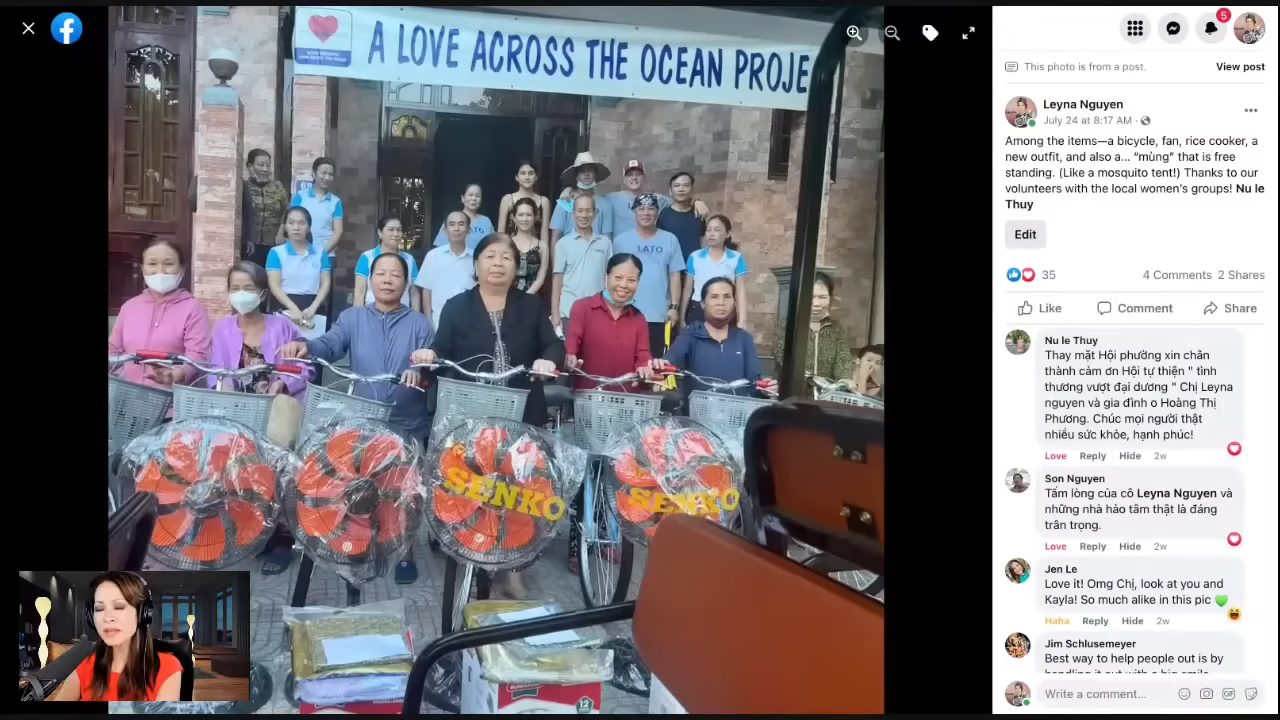 A LOVE ACROSS THE OCEAN PROJE
LATO
LATO
SENKO
SENKO
12
5
This photo is from a post.
View post
Leyna Nguyen
July 24 at 8:17 AM ·
Among the items—a bicycle, fan, rice cooker, a
new outfit, and also a... "mùng" that is free
standing. (Like a mosquito tent!) Thanks to our
volunteers with the local women's groups! Nu le
Thuy
Edit
35
4 Comments 2 Shares
Like
Comment
Share
Nu le Thuy
Thay mặt Hội phường xin chân
thành cảm ơn Hội tự thiện " tình
thương vượt đại dương " Chị Leyna
nguyen và gia đình o Hoàng Thị
Phương. Chúc mọi người thật
nhiều sức khỏe, hạnh phúc!
Love Reply Hide 2w
Son Nguyen
Tấm lòng của cô Leyna Nguyen và
những nhà hảo tâm thật là đáng
trân trọng.
Love Reply Hide 2w
Jen Le
Love it! Omg Chị, look at you and
Kayla! So much alike in this pic
Haha Reply Hide 2w
Jim Schlusemeyer
Best way to help people out is by
Write a comment...
GIF